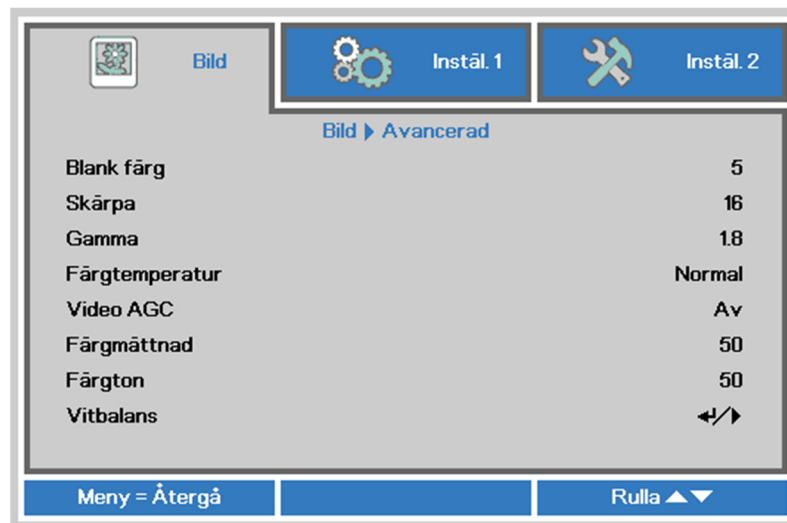 Bild Instäl. 1 Instäl. 2
Bild ▶ Avancerad
Blank färg 5
Skärpa 16
Gamma 1.8
Färgtemperatur Normal
Video AGC Av
Färgmättnad 50
Färgton 50
Vitbalans ↵/▶
Meny = Återgå Rulla ▲▼